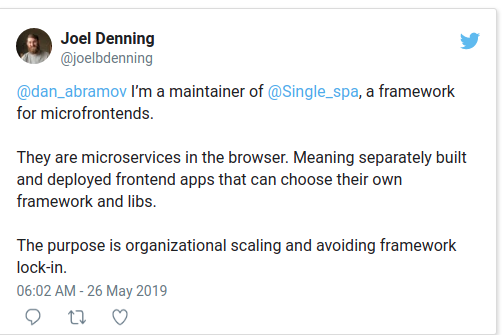 Joel Denning
@joelbdenning
@dan_abramov I’m a maintainer of @Single_spa, a framework
for microfrontends.
They are microservices in the browser. Meaning separately built
and deployed frontend apps that can choose their own
framework and libs.
The purpose is organizational scaling and avoiding framework
lock-in.
06:02 AM - 26 May 2019